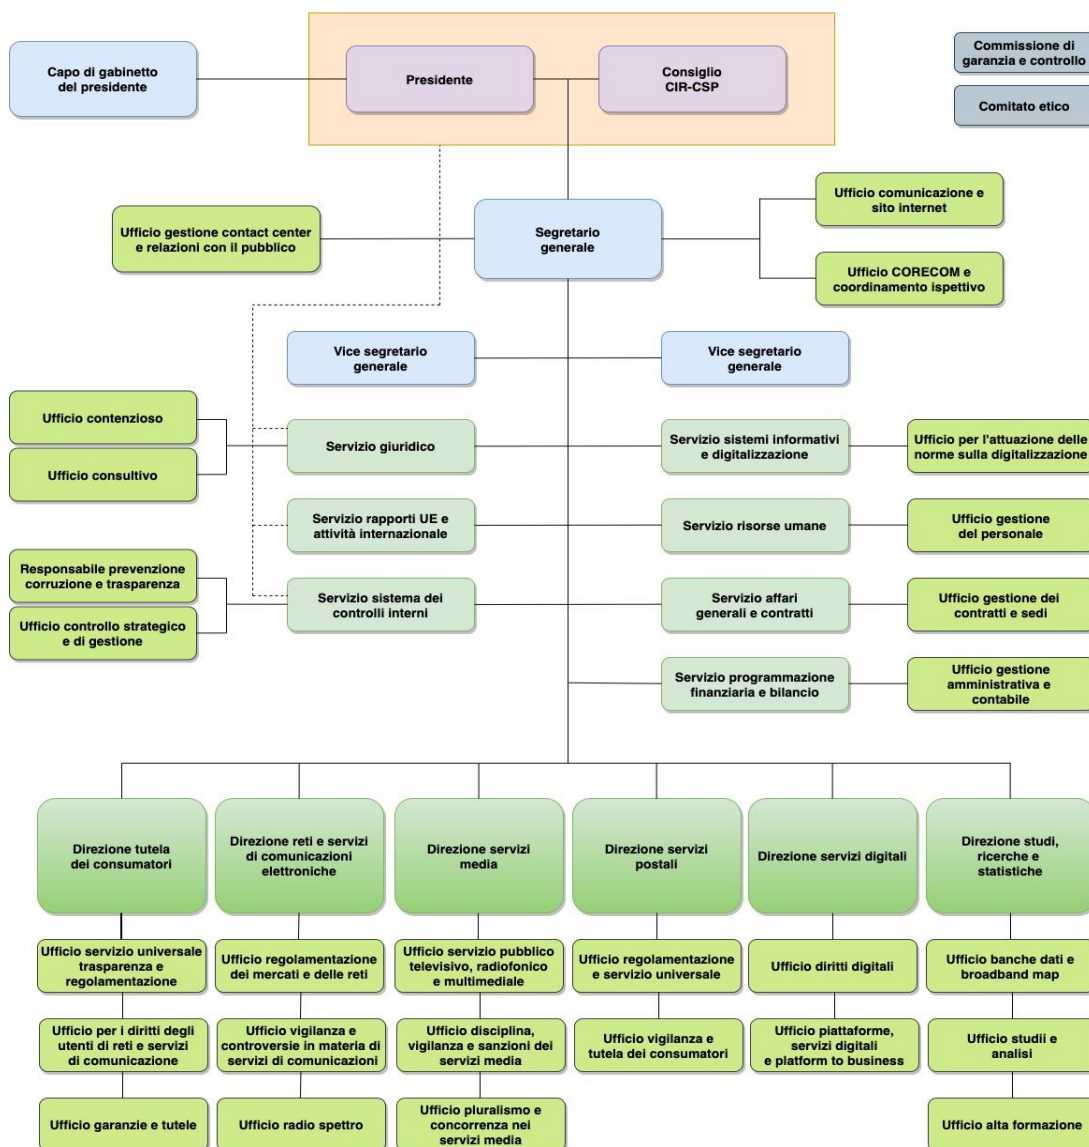 Capo di gabinetto
del presidente
Presidente
Consiglio
CIR-CSP
Commissione di
garanzia e controllo
Comitato etico
Ufficio gestione contact center
e relazioni con il pubblico
Segretario
generale
Ufficio comunicazione e
sito internet
Ufficio CORECOM e
coordinamento ispettivo
Vice segretario
generale
Vice segretario
generale
Ufficio contenzioso
Ufficio consultivo
Servizio giuridico
Servizio sistemi informativi
e digitalizzazione
Ufficio per l'attuazione delle
norme sulla digitalizzazione
Servizio rapporti UE e
attività internazionale
Servizio risorse umane
Ufficio gestione
del personale
Responsabile prevenzione
corruzione e trasparenza
Ufficio controllo strategico
e di gestione
Servizio sistema dei
controlli interni
Servizio affari
generali e contratti
Ufficio gestione dei
contratti e sedi
Servizio programmazione
finanziaria e bilancio
Ufficio gestione
amministrativa e
contabile
Direzione tutela
dei consumatori
Direzione reti e servizi
di comunicazioni
elettroniche
Direzione servizi
media
Direzione servizi
postali
Direzione servizi digitali
Direzione studi,
ricerche e
statistiche
Ufficio servizio universale
trasparenza e
regolamentazione
Ufficio regolamentazione
dei mercati e delle reti
Ufficio servizio pubblico
televisivo, radiofonico
e multimediale
Ufficio regolamentazione
e servizio universale
Ufficio diritti digitali
Ufficio banche dati e
broadband map
Ufficio per i diritti degli
utenti di reti e servizi
di comunicazione
Ufficio vigilanza e
controversie in materia di
servizi di comunicazioni
Ufficio disciplina,
vigilanza e sanzioni dei
servizi media
Ufficio vigilanza e
tutela dei consumatori
Ufficio piattaforme,
servizi digitali
e platform to business
Ufficio studii e
analisi
Ufficio garanzie e tutele
Ufficio radio spettro
Ufficio pluralismo e
concorrenza nei
servizi media
Ufficio alta formazione